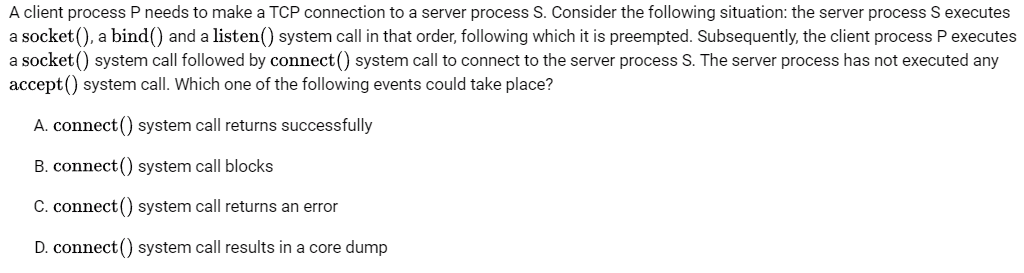 A client process P needs to make a TCP connection to a server process S. Consider the following situation: the server process S executes
a socket(), a bind() and a listen() system call in that order, following which it is preempted. Subsequently, the client process P executes
a socket() system call followed by connect() system call to connect to the server process S. The server process has not executed any
accept() system call. Which one of the following events could take place?
A. connect() system call returns successfully
B. connect() system call blocks
C. connect() system call returns an error
D. connect() system call results in a core dump